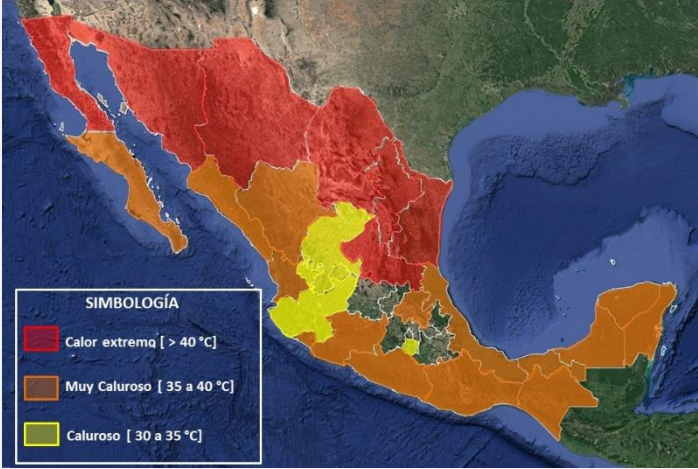 SIMBOLOGÍA
Calor extremo [ > 40 °C]
Muy Caluroso [ 35 a 40 °C]
Caluroso [ 30 a 35 °C]